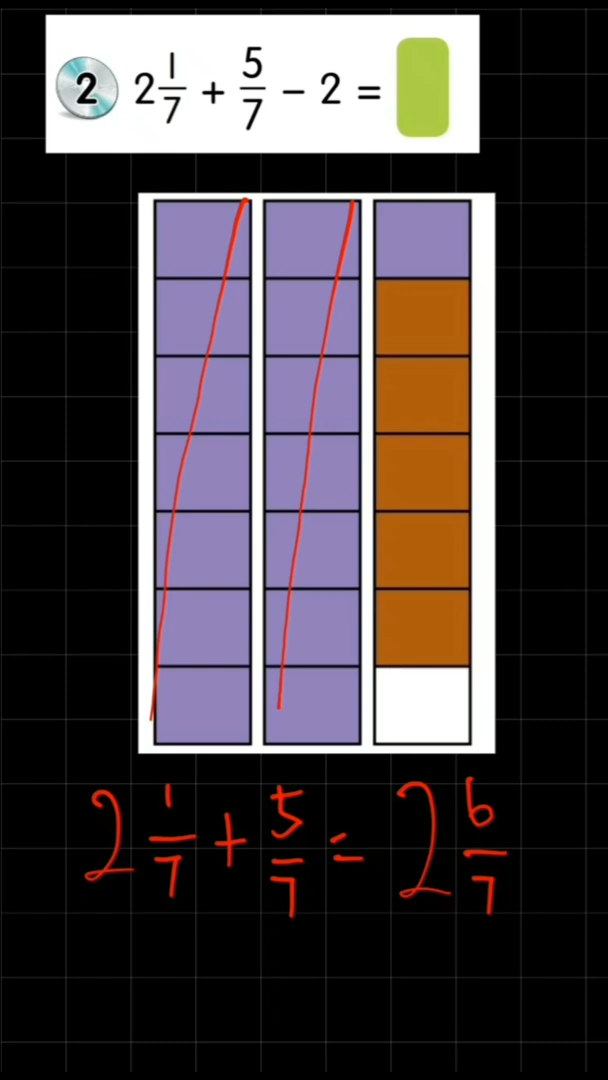 2 2 1/7 + 5/7 − 2 =
2 1/7 + 5/7 = 2 6/7